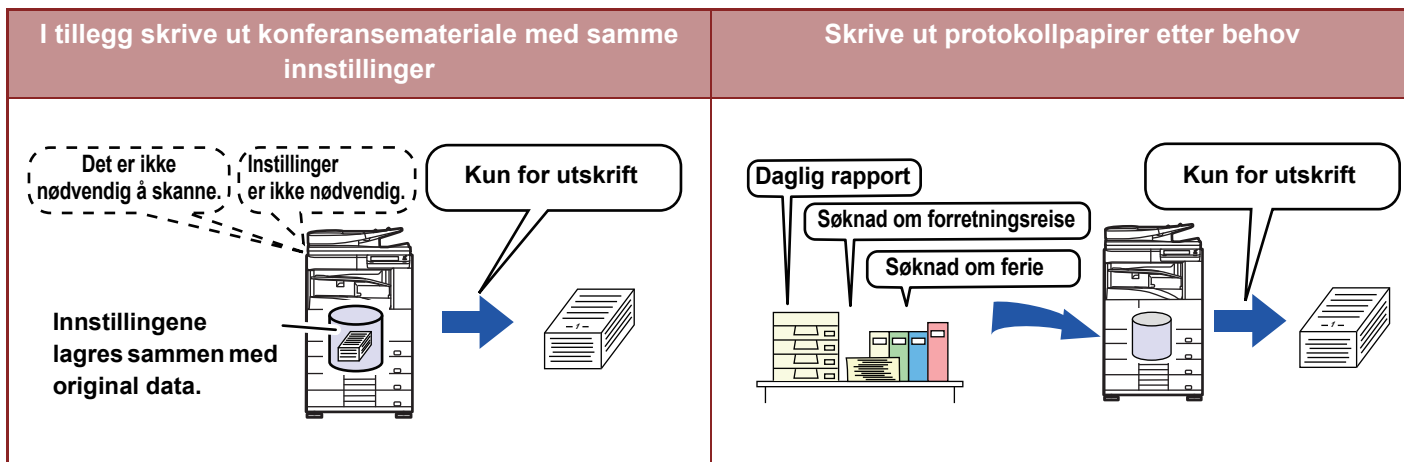 I tillegg skrive ut konferansemateriale med samme
innstillinger
Skrive ut protokollpapirer etter behov
Det er ikke
nødvendig å skanne.
Instillinger
er ikke nødvendig.
Kun for utskrift
Innstillingene
lagres sammen med
original data.
-1-
Daglig rapport
Søknad om forretningsreise
Søknad om ferie
Kun for utskrift
-1-